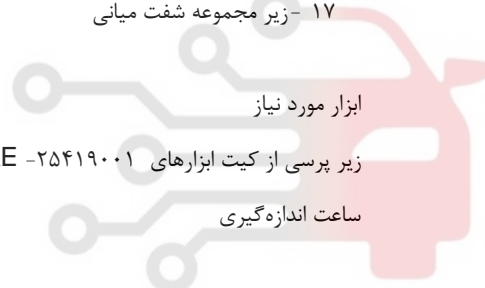 ۱۷ -زیر مجموعه شفت میانی
ابزار مورد نیاز
زیر پرسی از کیت ابزارهای ۲۵۴۱۹۰۰۱- E
ساعت اندازه‌گیری